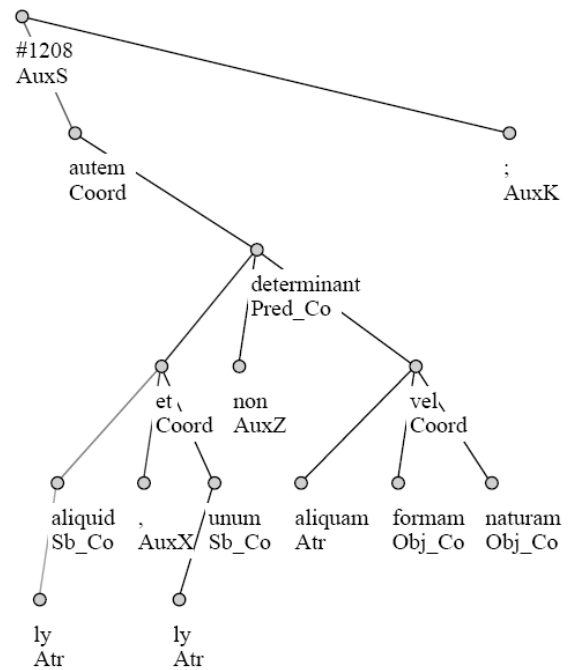 #1208
AuxS
autem
Coord
;
AuxK
determinant
Pred_Co
et
Coord
non
AuxZ
vel
Coord
aliquid
Sb_Co
,
AuxX
unum
Sb_Co
aliquam
Atr
formam
Obj_Co
naturam
Obj_Co
ly
Atr
ly
Atr